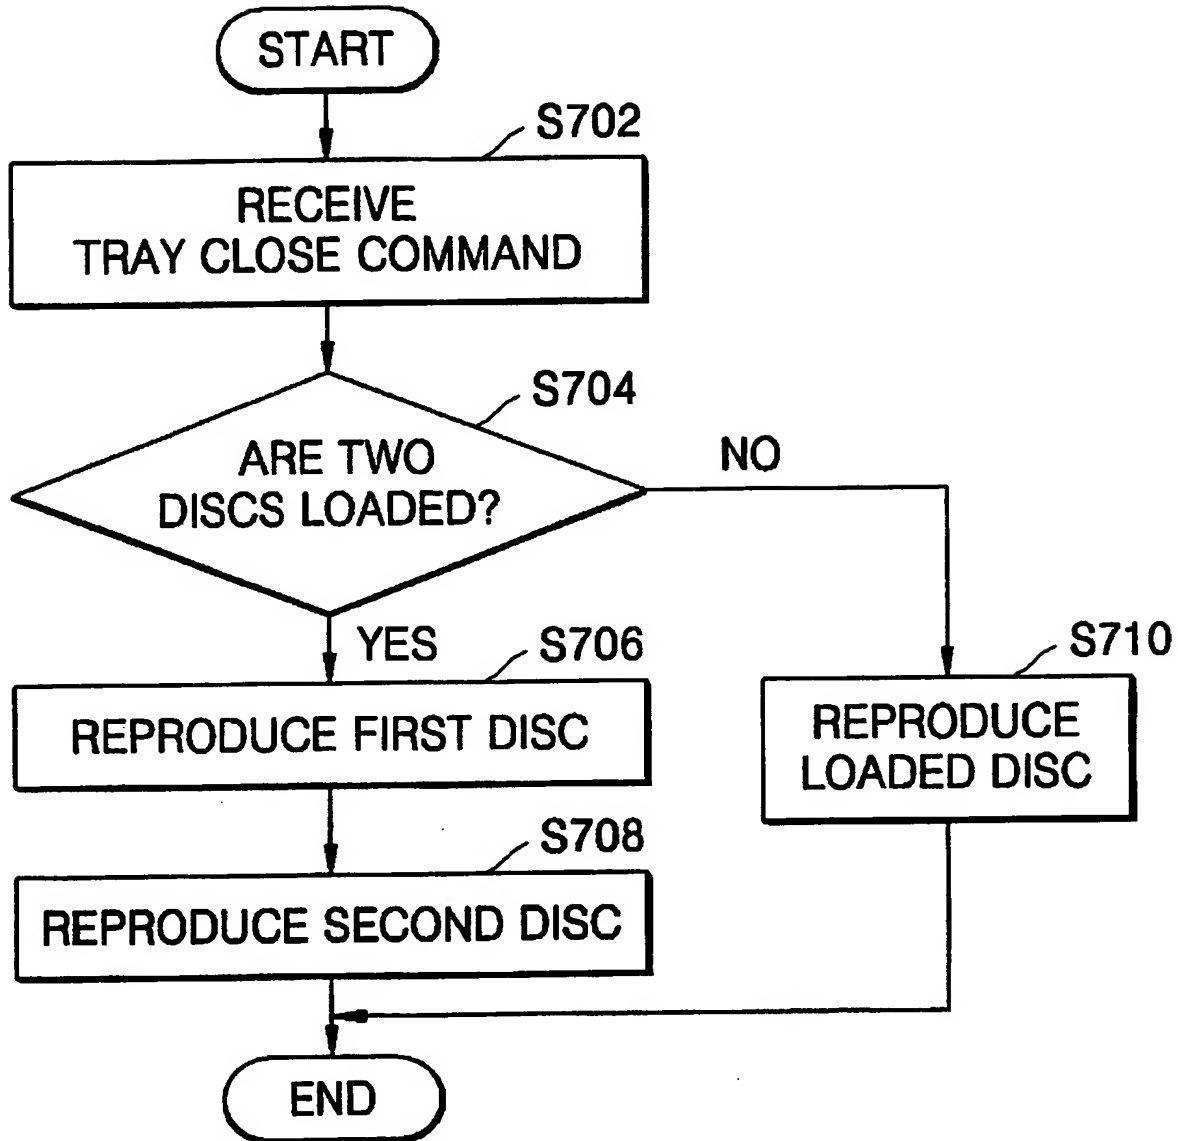 START
S702
RECEIVE
TRAY CLOSE COMMAND
S704
ARE TWO
DISCS LOADED?
NO
YES
S706
REPRODUCE FIRST DISC
S710
REPRODUCE
LOADED DISC
S708
REPRODUCE SECOND DISC
END